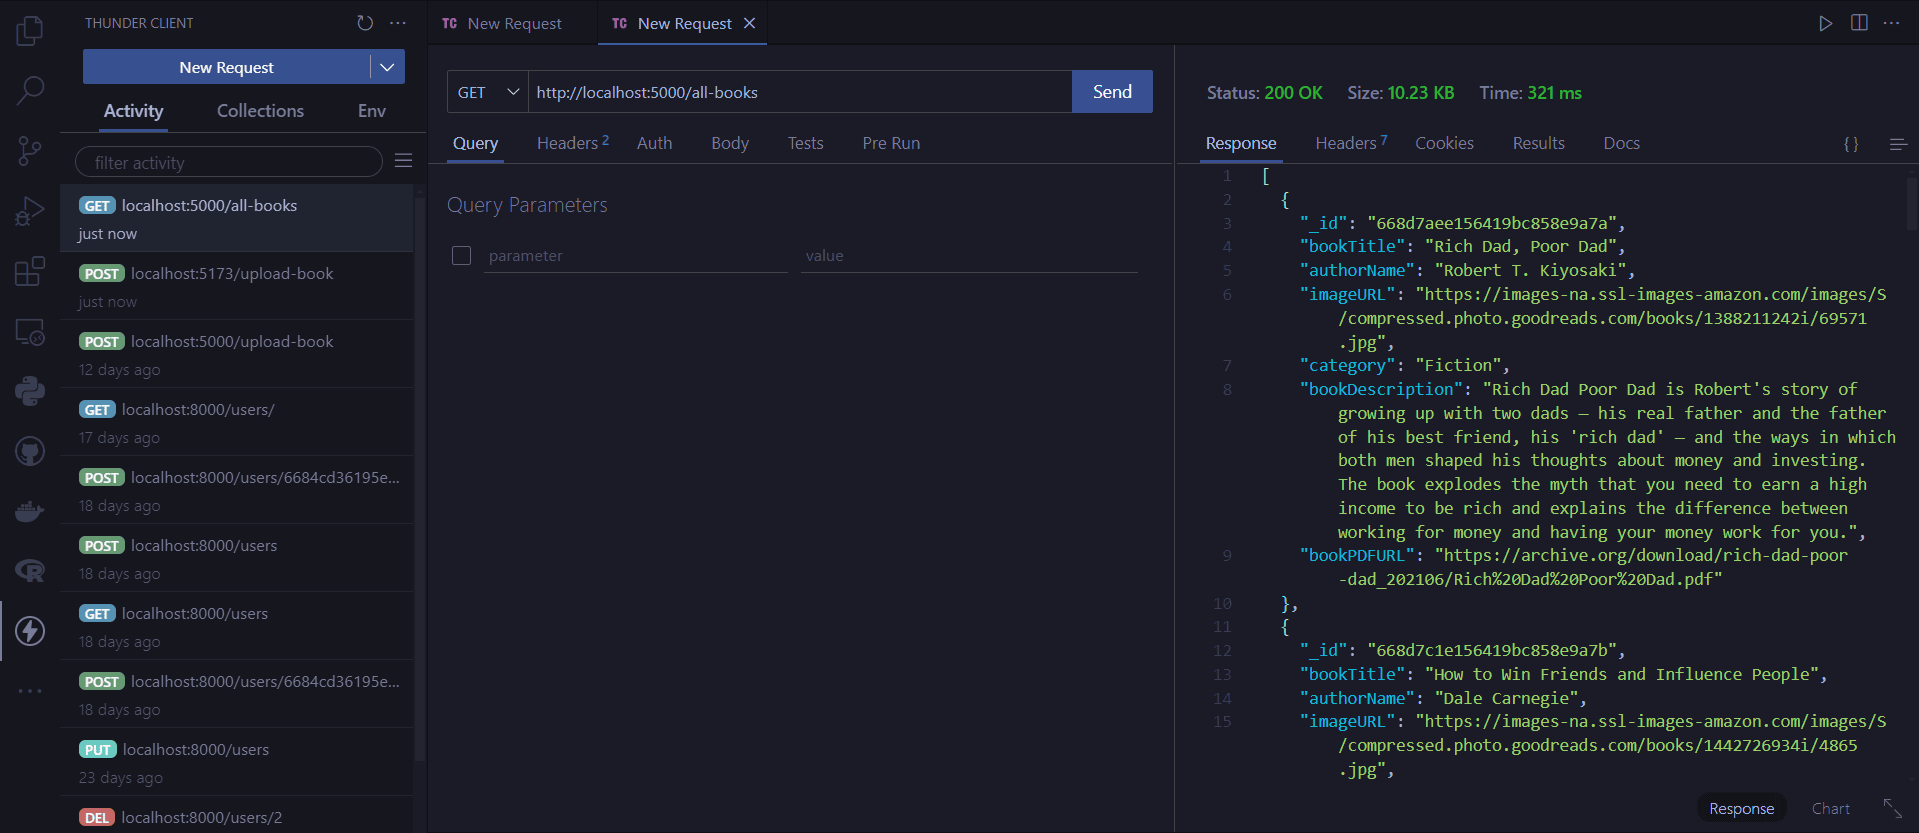 THUNDER CLIENT
New Request
Activity
Collections
Env
filter activity
GET localhost:5000/all-books
just now
POST localhost:5173/upload-book
just now
POST localhost:5000/upload-book
12 days ago
GET localhost:8000/users/
17 days ago
POST localhost:8000/users/6684cd36195e...
18 days ago
POST localhost:8000/users
18 days ago
GET localhost:8000/users
18 days ago
POST localhost:8000/users/6684cd36195e...
18 days ago
PUT localhost:8000/users
23 days ago
DEL localhost:8000/users/2
TC New Request
TC New Request
GET
http://localhost:5000/all-books
Send
Query
Headers 2
Auth
Body
Tests
Pre Run
Query Parameters
parameter
value
Status: 200 OK Size: 10.23 KB Time: 321 ms
Response
Headers 7
Cookies
Results
Docs
{ }
1 [
2 {
3 "_id": "668d7aee156419bc858e9a7a",
4 "bookTitle": "Rich Dad, Poor Dad",
5 "authorName": "Robert T. Kiyosaki",
6 "imageURL": "https://images-na.ssl-images-amazon.com/images/S
/compressed.photo.goodreads.com/books/1388211242i/69571
.jpg",
7 "category": "Fiction",
8 "bookDescription": "Rich Dad Poor Dad is Robert's story of
growing up with two dads — his real father and the father
of his best friend, his 'rich dad' — and the ways in which
both men shaped his thoughts about money and investing.
The book explodes the myth that you need to earn a high
income to be rich and explains the difference between
working for money and having your money work for you.",
9 "bookPDFURL": "https://archive.org/download/rich-dad-poor
-dad_202106/Rich%20Dad%20Poor%20Dad.pdf"
10 },
11 {
12 "_id": "668d7c1e156419bc858e9a7b",
13 "bookTitle": "How to Win Friends and Influence People",
14 "authorName": "Dale Carnegie",
15 "imageURL": "https://images-na.ssl-images-amazon.com/images/S
/compressed.photo.goodreads.com/books/1442726934i/4865
.jpg",
Response
Chart